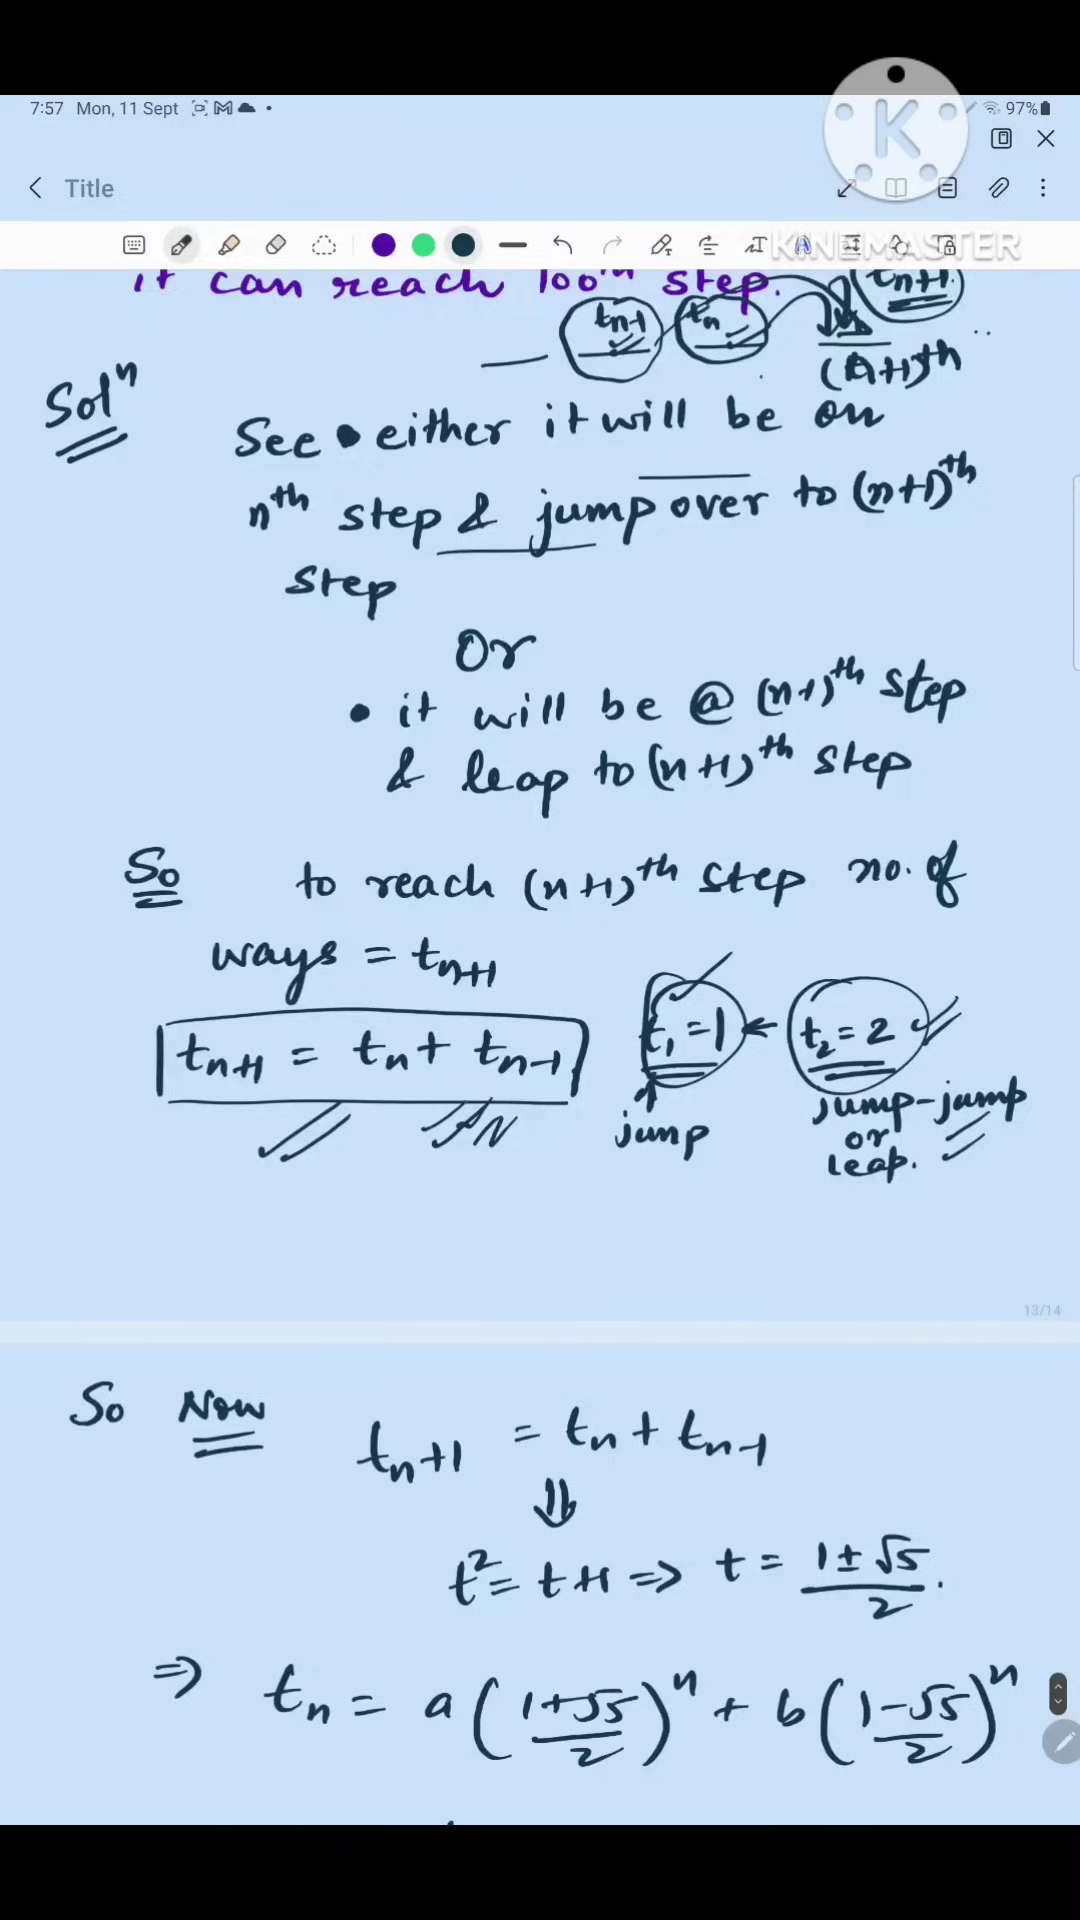 7:57 Mon, 11 Sept
97%
K
Title
KINEMASTER
it can reach 100th step.
tn-1 tn tn+1
(n+1)th
Solⁿ
See • either it will be on
nth step & jump over to (n+1)th
step
Or
• it will be @ (n-1)th step
& leap to (n+1)th step
So to reach (n+1)th step no. of
ways = tn+1
tn+1 = tn + tn-1 t₁ = 1 ← t₂ = 2
jump
jump-jump
or
leap.
13/14
So Now tn+1 = tn + tn-1
⇓
t² = t+1 => t = (1 ± √5)/2.
=> tn = a((1+√5)/2)ⁿ + b((1-√5)/2)ⁿ